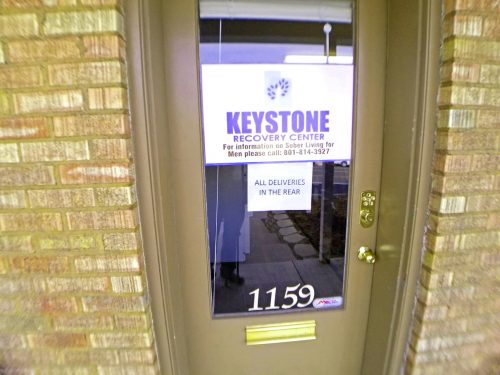 KEYSTONE
RECOVERY CENTER
For information on Sober Living for
Men please call: 801-814-3927
ALL DELIVERIES
IN THE REAR
1159